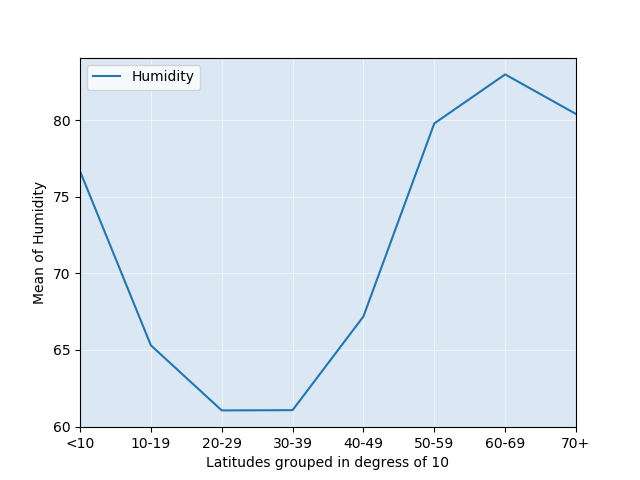 Humidity
Mean of Humidity
80
75
70
65
60
<10 10-19 20-29 30-39 40-49 50-59 60-69 70+
Latitudes grouped in degress of 10